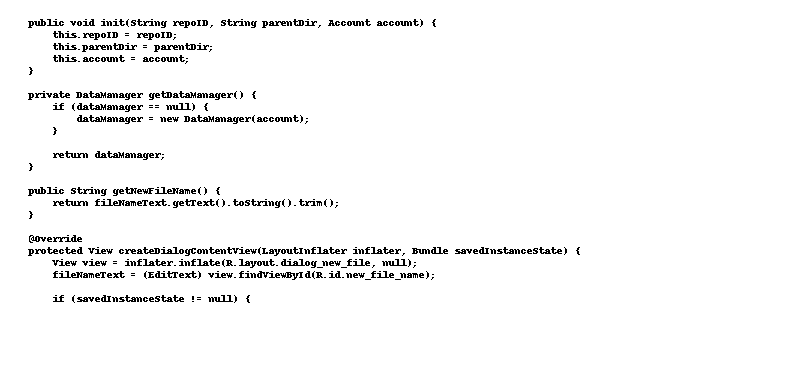 public void init(String repoID, String parentDir, Account account) {
    this.repoID = repoID;
    this.parentDir = parentDir;
    this.account = account;
}

private DataManager getDataManager() {
    if (dataManager == null) {
        dataManager = new DataManager(account);
    }

    return dataManager;
}

public String getNewFileName() {
    return fileNameText.getText().toString().trim();
}

@Override
protected View createDialogContentView(LayoutInflater inflater, Bundle savedInstanceState) {
    View view = inflater.inflate(R.layout.dialog_new_file, null);
    fileNameText = (EditText) view.findViewById(R.id.new_file_name);

    if (savedInstanceState != null) {